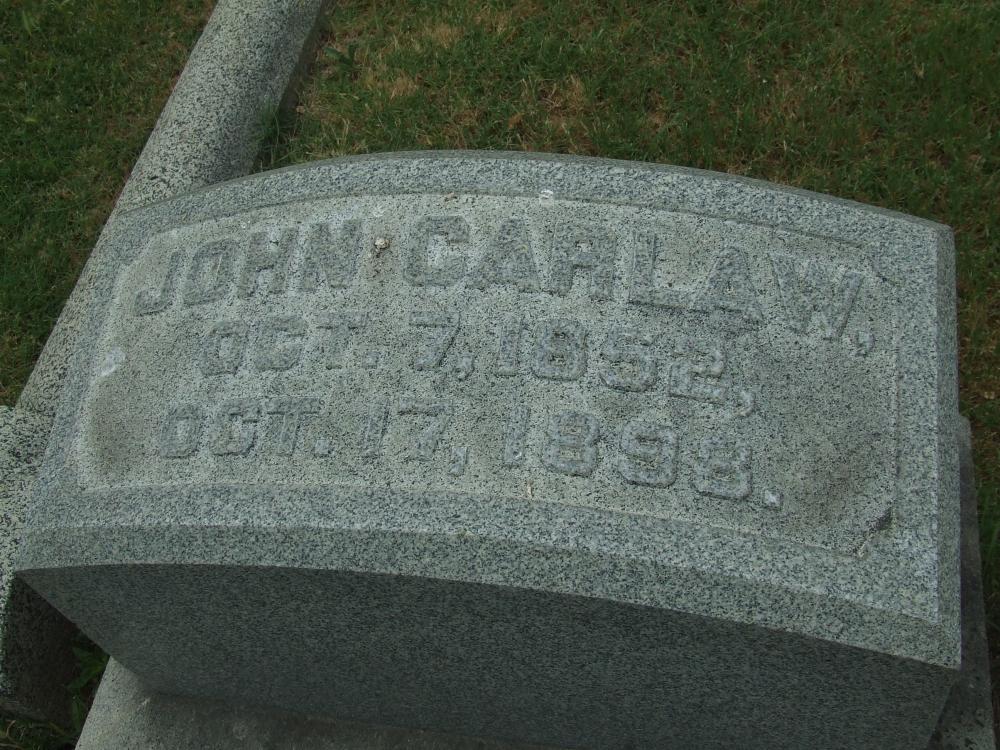 JOHN CARLAW,
OCT. 7, 1852,
OCT. 17, 1898.